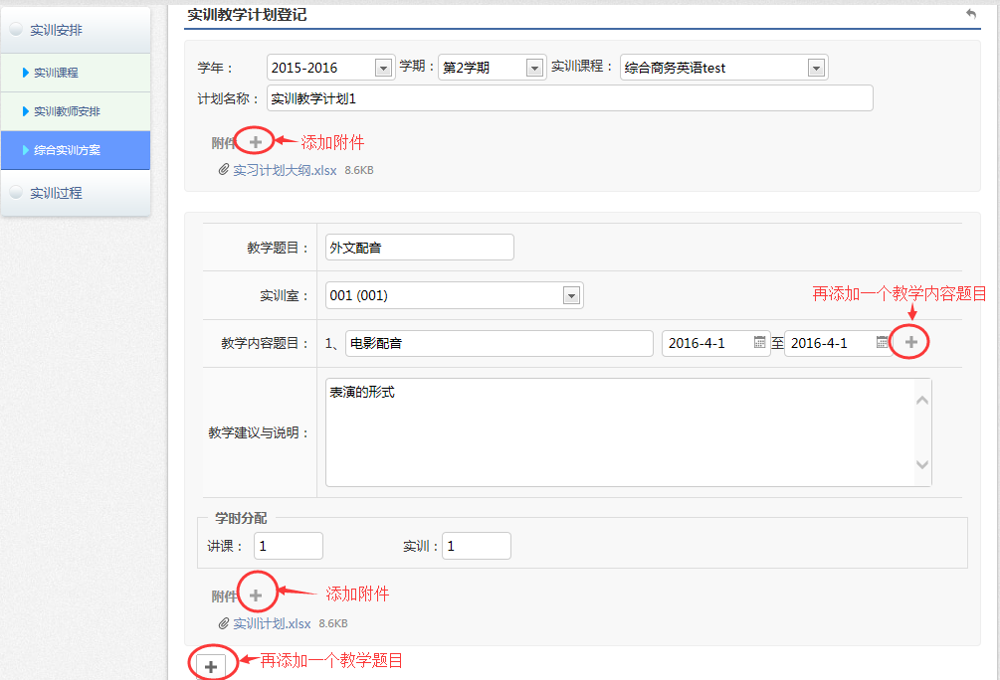 实训安排
实训课程
实训教师安排
综合实训方案
实训过程
实训教学计划登记
学年： 2015-2016 学期： 第2学期 实训课程： 综合商务英语test
计划名称： 实训教学计划1
附件 添加附件
实习计划大纲.xlsx 8.6KB
教学题目： 外文配音
实训室： 001 (001)
再添加一个教学内容题目
教学内容题目： 1、 电影配音 2016-4-1 至 2016-4-1
教学建议与说明： 表演的形式
学时分配
讲课： 1 实训： 1
附件 添加附件
实训计划.xlsx 8.6KB
再添加一个教学题目